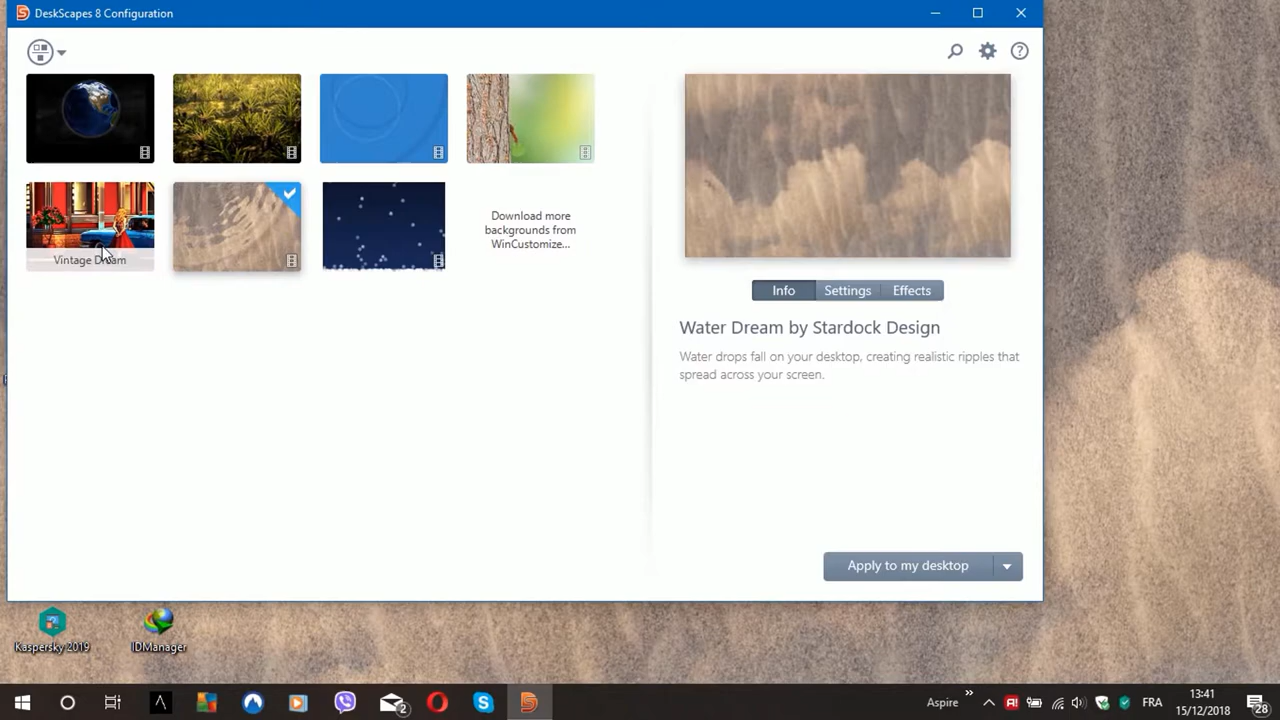 DeskScapes 8 Configuration
Vintage Dream
Download more
backgrounds from
WinCustomize...
Info
Settings
Effects
Water Dream by Stardock Design
Water drops fall on your desktop, creating realistic ripples that
spread across your screen.
Apply to my desktop
Kaspersky 2019
IDManager
Aspire
FRA
13:41
15/12/2018
2
28